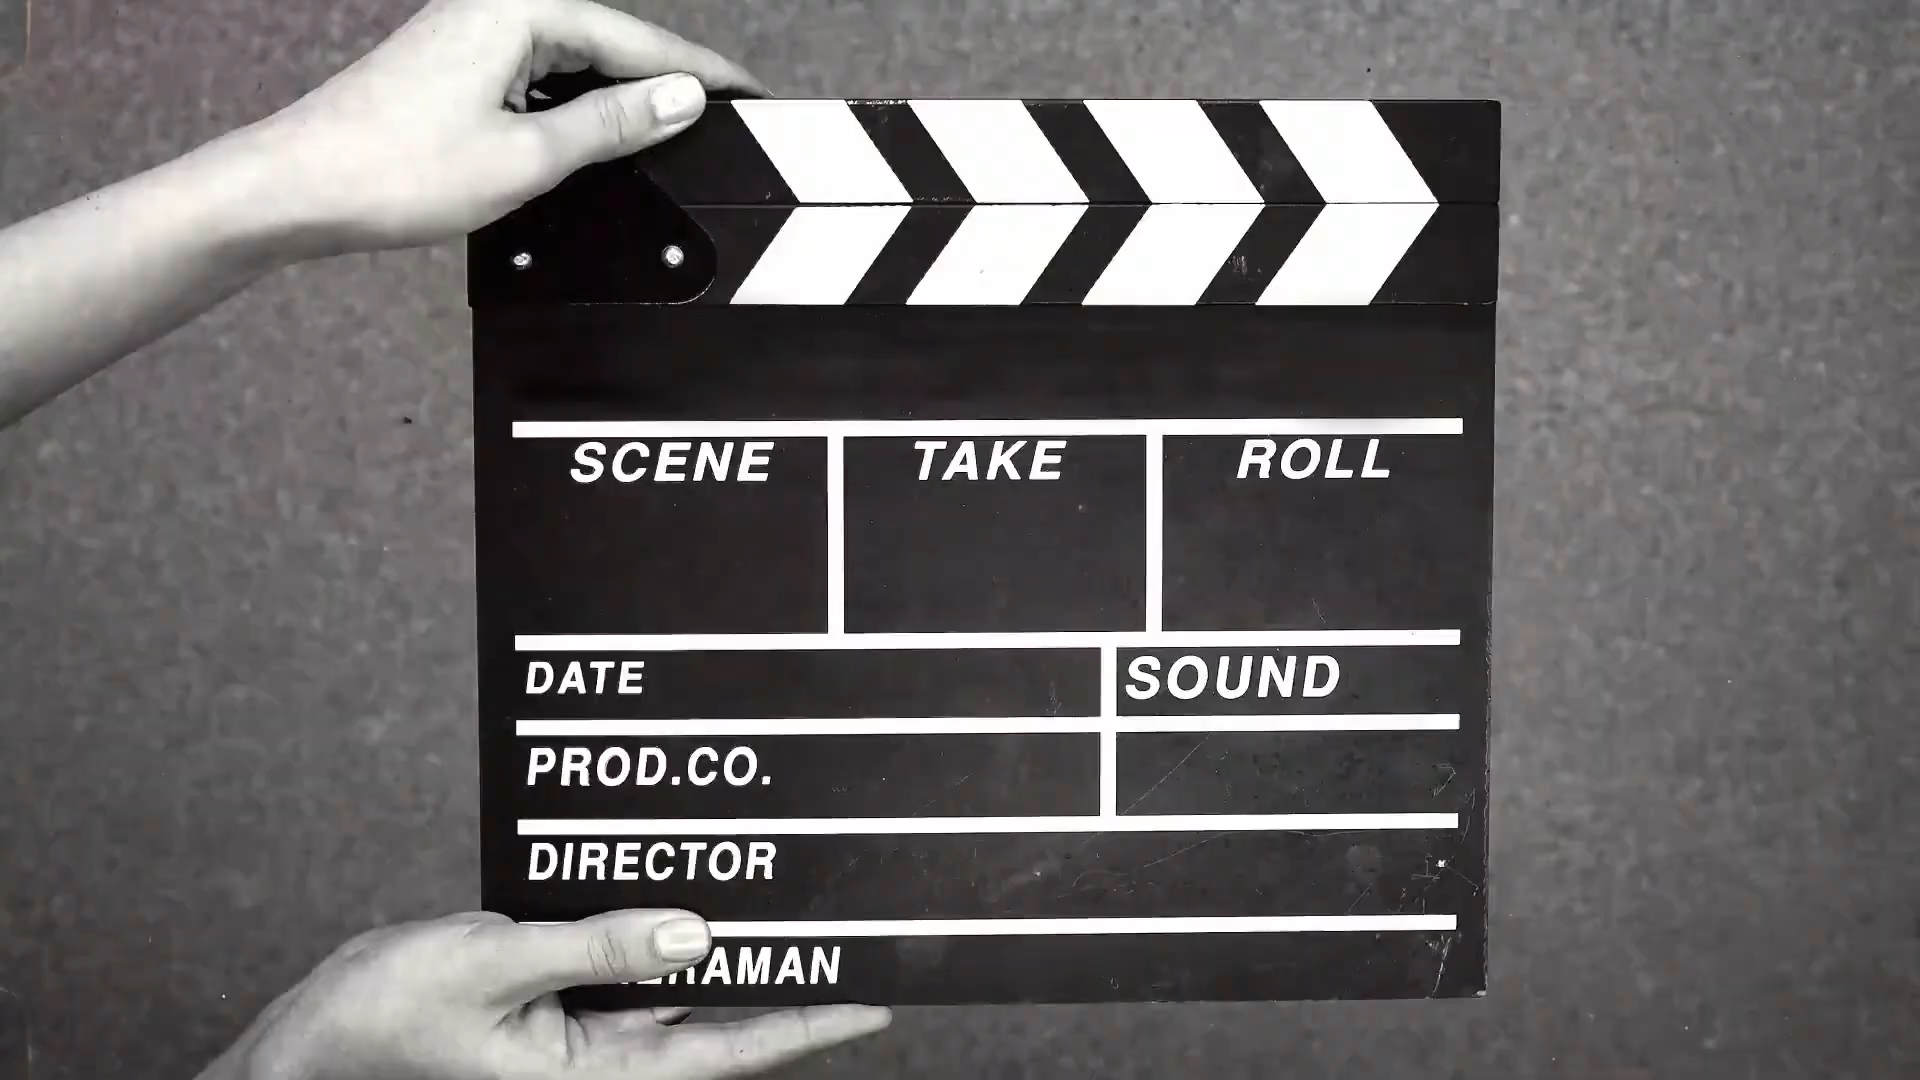 SCENE TAKE ROLL
DATE SOUND
PROD.CO.
DIRECTOR